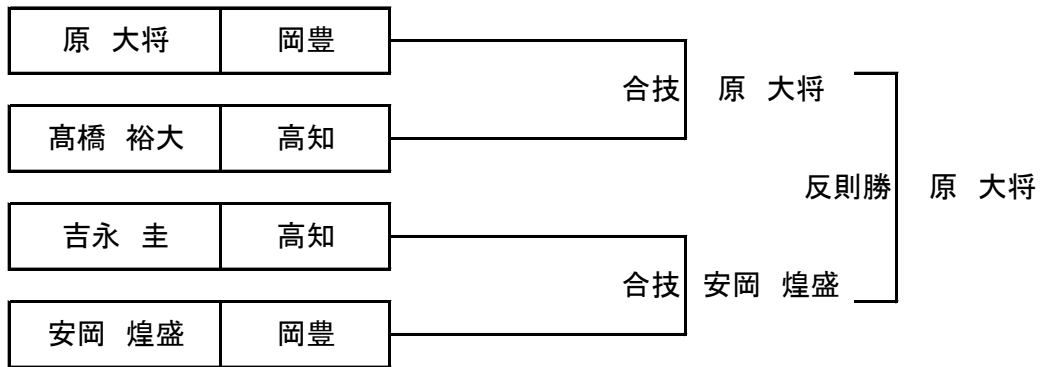 原 大将 岡豊
合技 原 大将
髙橋 裕大 高知
反則勝 原 大将
吉永 圭 高知
合技 安岡 煌盛
安岡 煌盛 岡豊